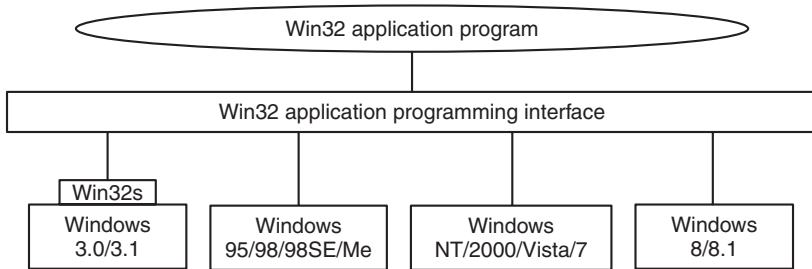 Win32 application program
Win32 application programming interface
Win32s
Windows
3.0/3.1
Windows
95/98/98SE/Me
Windows
NT/2000/Vista/7
Windows
8/8.1